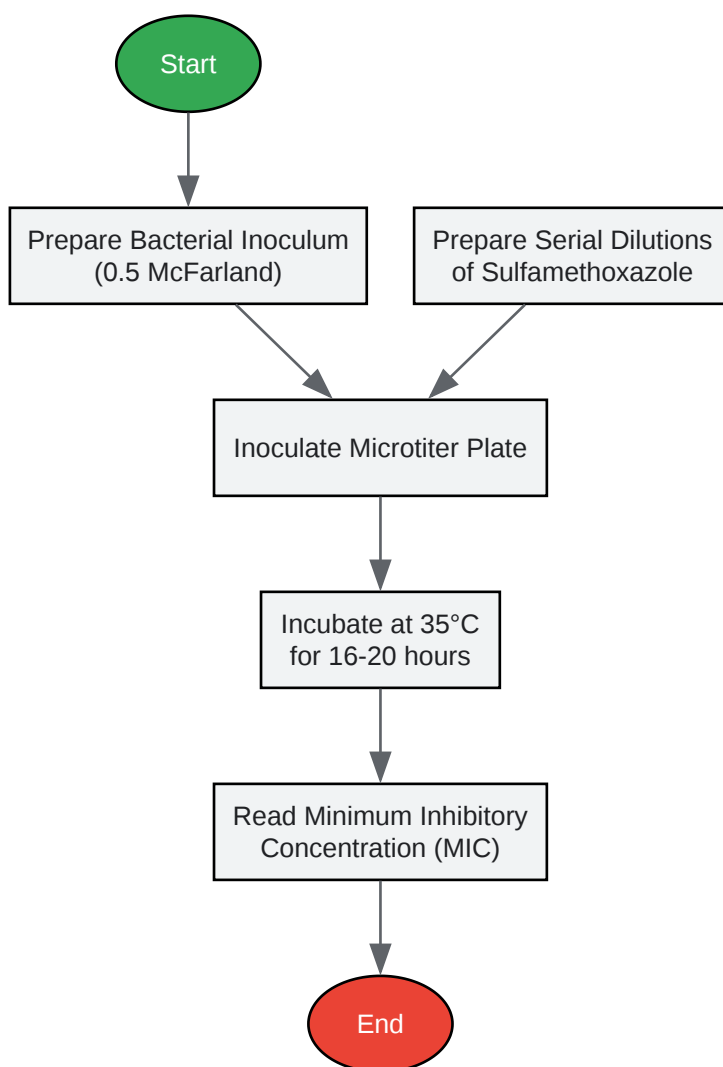 Start
Prepare Bacterial Inoculum
(0.5 McFarland)
Prepare Serial Dilutions
of Sulfamethoxazole
Inoculate Microtiter Plate
Incubate at 35°C
for 16-20 hours
Read Minimum Inhibitory
Concentration (MIC)
End